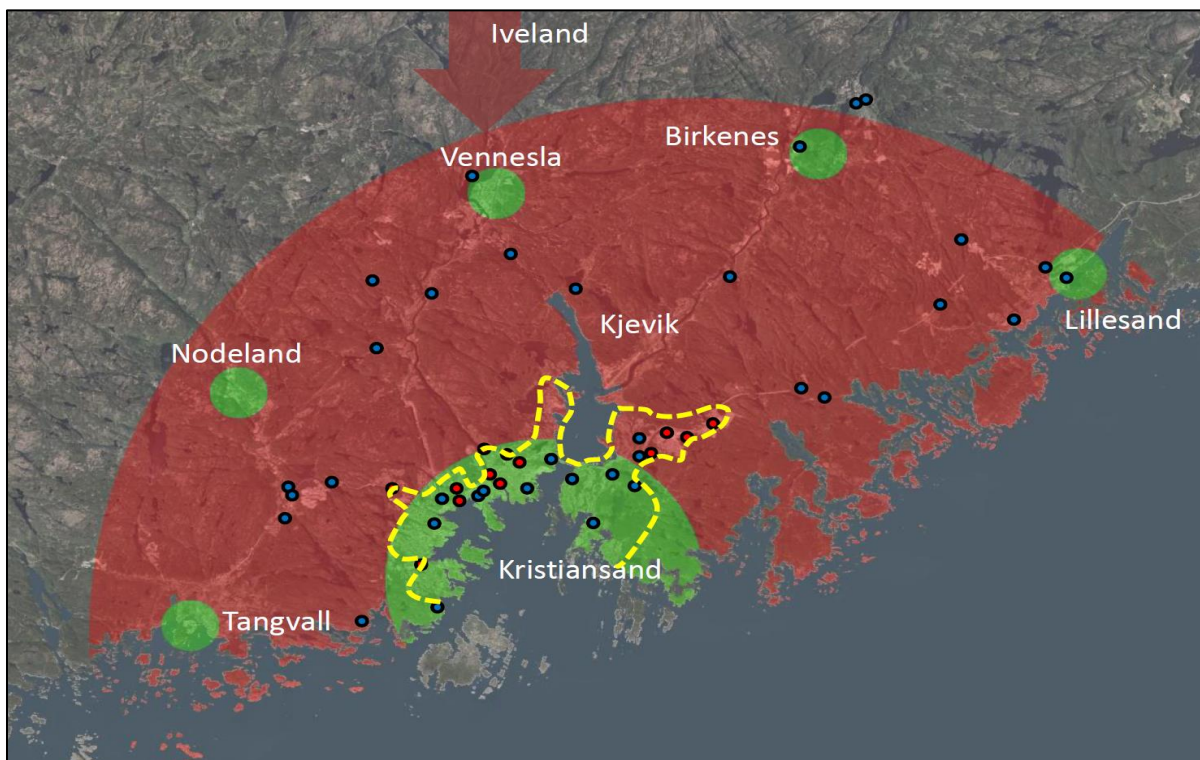 Iveland
Birkenes
Vennesla
Kjevik
Lillesand
Nodeland
Kristiansand
Tangvall